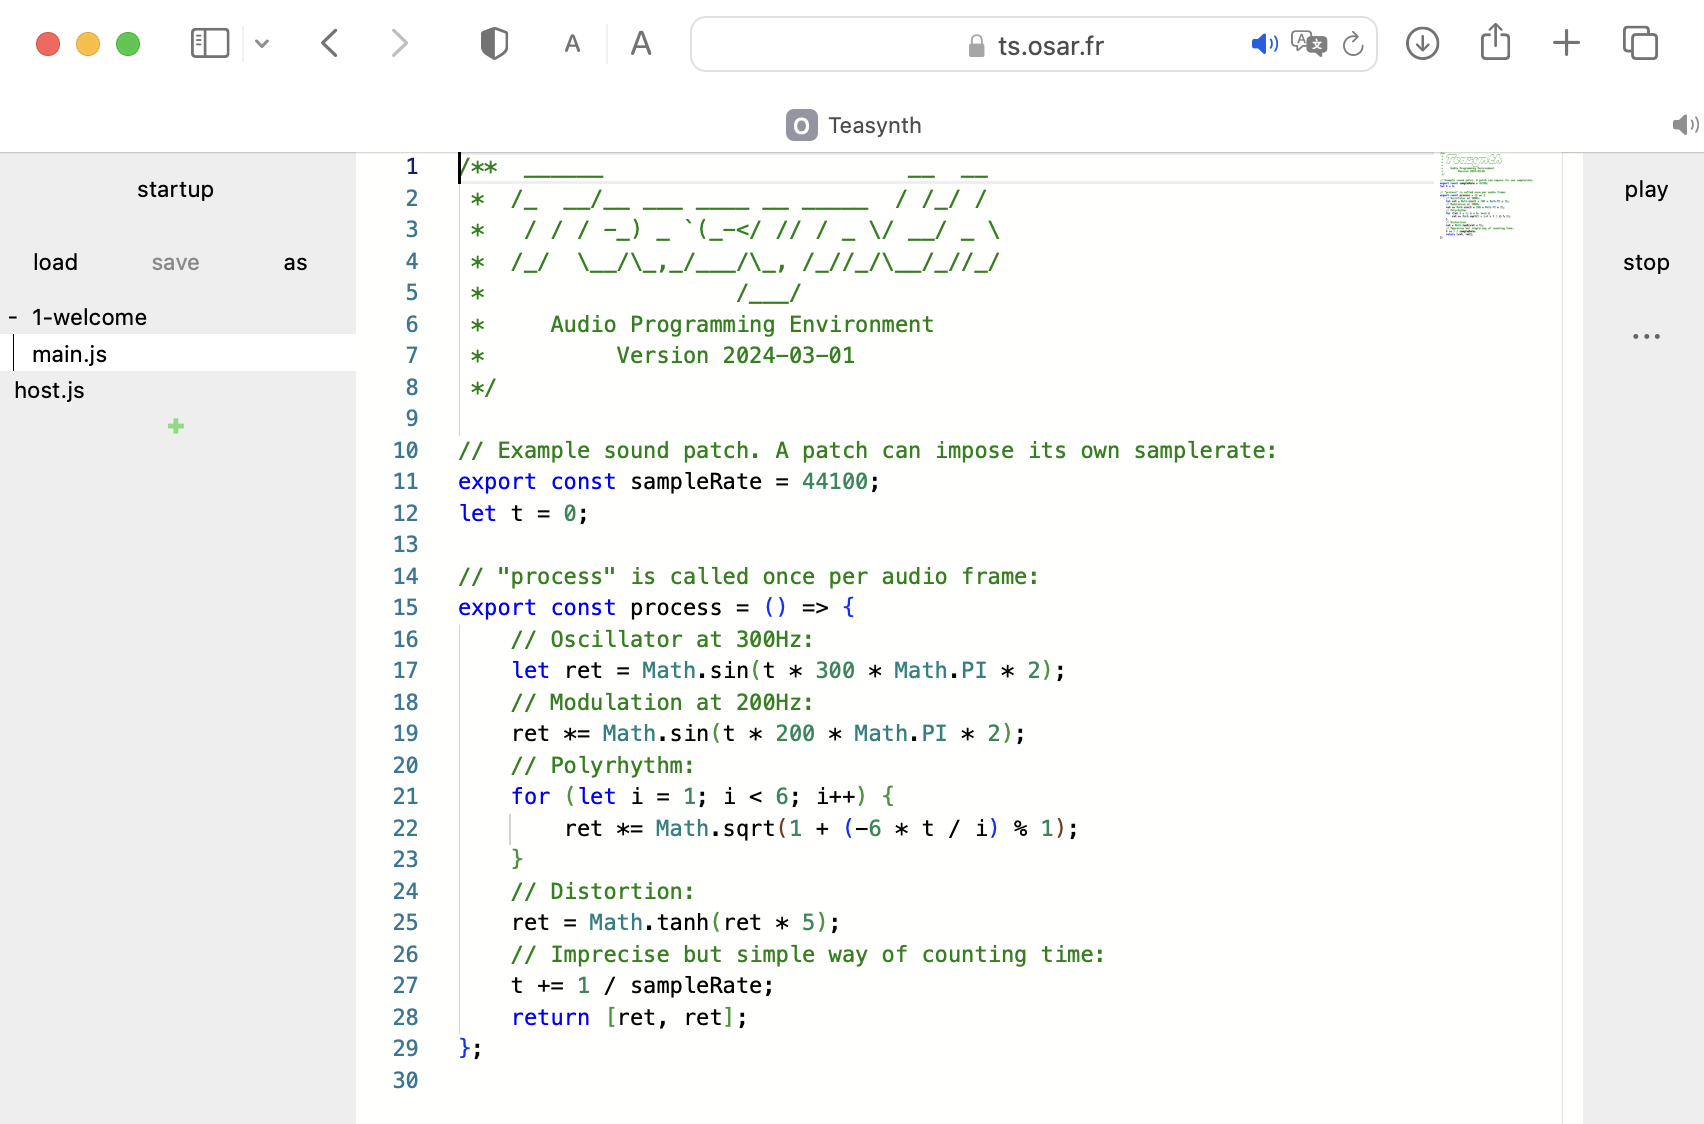 A A ts.osar.fr
O Teasynth
startup
load save as
- 1-welcome
main.js
host.js
1 /**  ______                       __  __
2  *  /_  __/__ ___ ____ __ _____  / /_/ /
3  *   / / / -_) _ `(_-</ // / _ \/ __/ _ \
4  *  /_/  \__/\_,_/___/\_, /_//_/\__/_//_/
5  *                   /___/
6  *     Audio Programming Environment
7  *          Version 2024-03-01
8  */
9
10 // Example sound patch. A patch can impose its own samplerate:
11 export const sampleRate = 44100;
12 let t = 0;
13
14 // "process" is called once per audio frame:
15 export const process = () => {
16     // Oscillator at 300Hz:
17     let ret = Math.sin(t * 300 * Math.PI * 2);
18     // Modulation at 200Hz:
19     ret *= Math.sin(t * 200 * Math.PI * 2);
20     // Polyrhythm:
21     for (let i = 1; i < 6; i++) {
22         ret *= Math.sqrt(1 + (-6 * t / i) % 1);
23     }
24     // Distortion:
25     ret = Math.tanh(ret * 5);
26     // Imprecise but simple way of counting time:
27     t += 1 / sampleRate;
28     return [ret, ret];
29 };
30
play
stop
...